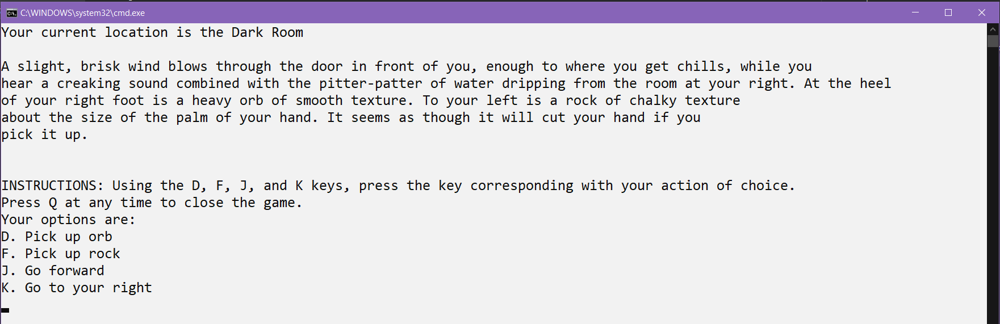 C:\WINDOWS\system32\cmd.exe
Your current location is the Dark Room
A slight, brisk wind blows through the door in front of you, enough to where you get chills, while you
hear a creaking sound combined with the pitter-patter of water dripping from the room at your right. At the heel
of your right foot is a heavy orb of smooth texture. To your left is a rock of chalky texture
about the size of the palm of your hand. It seems as though it will cut your hand if you
pick it up.
INSTRUCTIONS: Using the D, F, J, and K keys, press the key corresponding with your action of choice.
Press Q at any time to close the game.
Your options are:
D. Pick up orb
F. Pick up rock
J. Go forward
K. Go to your right